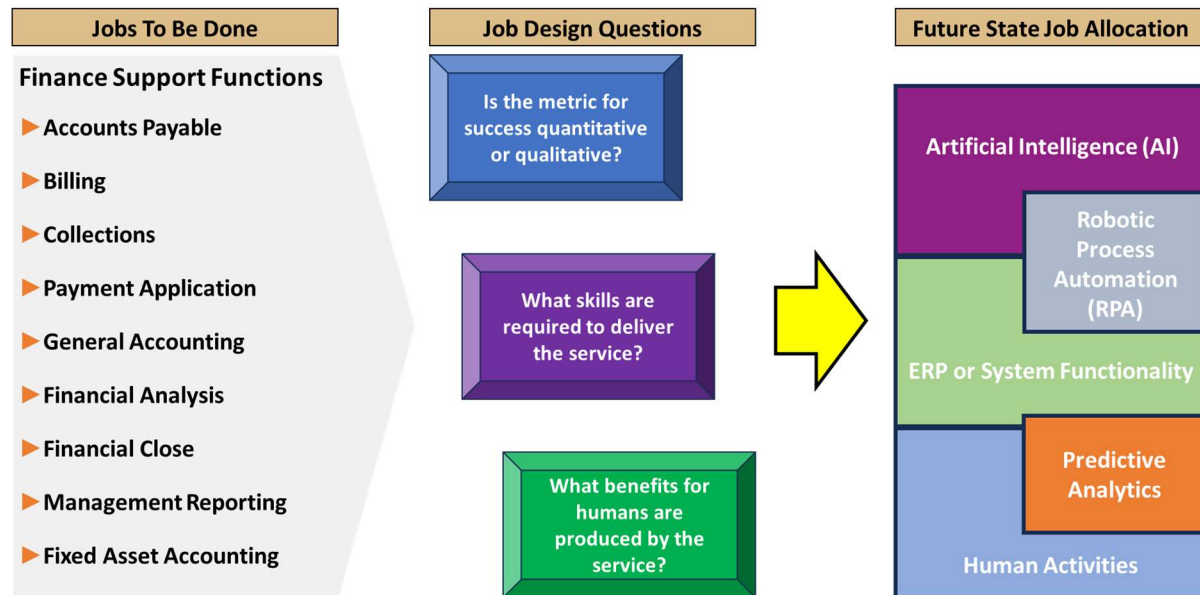 Jobs To Be Done
Finance Support Functions
Accounts Payable
Billing
Collections
Payment Application
General Accounting
Financial Analysis
Financial Close
Management Reporting
Fixed Asset Accounting
Job Design Questions
Is the metric for
success quantitative
or qualitative?
What skills are
required to deliver
the service?
What benefits for
humans are
produced by the
service?
Future State Job Allocation
Artificial Intelligence (AI)
Robotic
Process
Automation
(RPA)
ERP or System Functionality
Predictive
Analytics
Human Activities